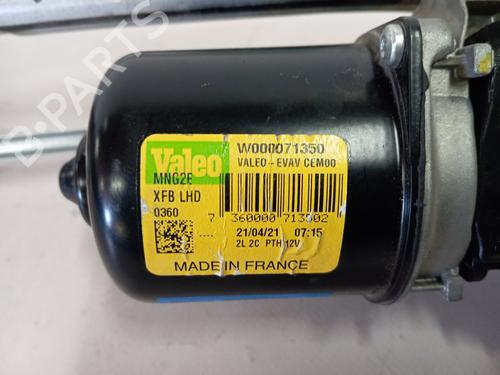 Valeo
W000071350
VALEO-EVAV CEM00
MNG2E
XFB LHD
0360
7 360000 713502
21/04/21 07:15
2L 2C PTH 12V
MADE IN FRANCE